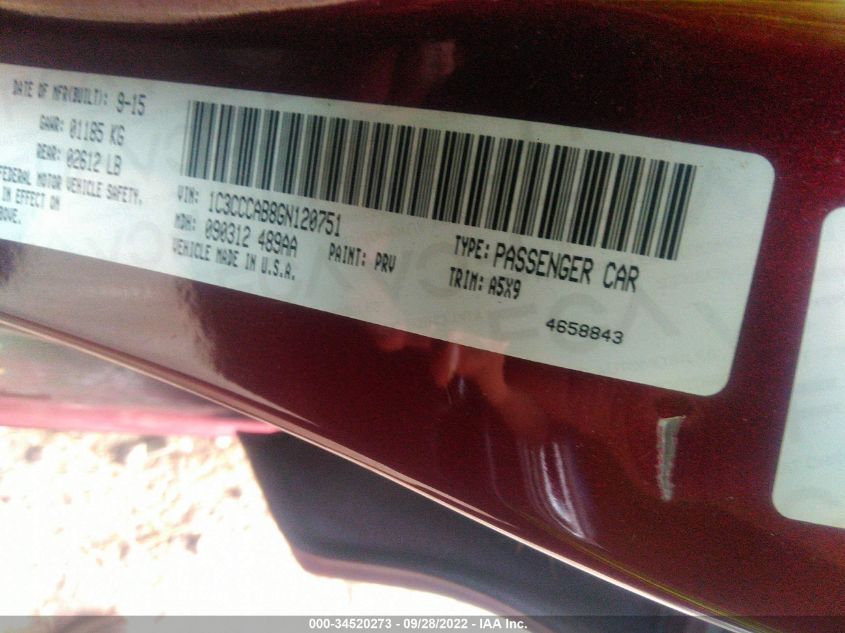 DATE OF MFR(BUILT): 9-15
GAWR: 01185 KG
REAR: 02612 LB
FEDERAL MOTOR VEHICLE SAFETY,
IN EFFECT ON
BOVE.
VIN: 1C3CCCAB8GN120751
MDH: 090312 489AA
PAINT: PRV
VEHICLE MADE IN U.S.A.
TYPE: PASSENGER CAR
TRIM: A5X9
4658843
000-34520273 - 09/28/2022 - IAA Inc.